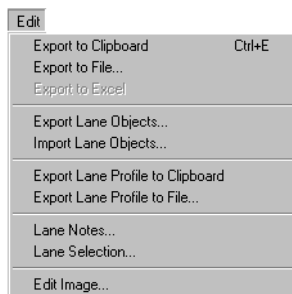 Edit
Export to Clipboard Ctrl+E
Export to File...
Export to Excel
Export Lane Objects...
Import Lane Objects...
Export Lane Profile to Clipboard
Export Lane Profile to File...
Lane Notes...
Lane Selection...
Edit Image...